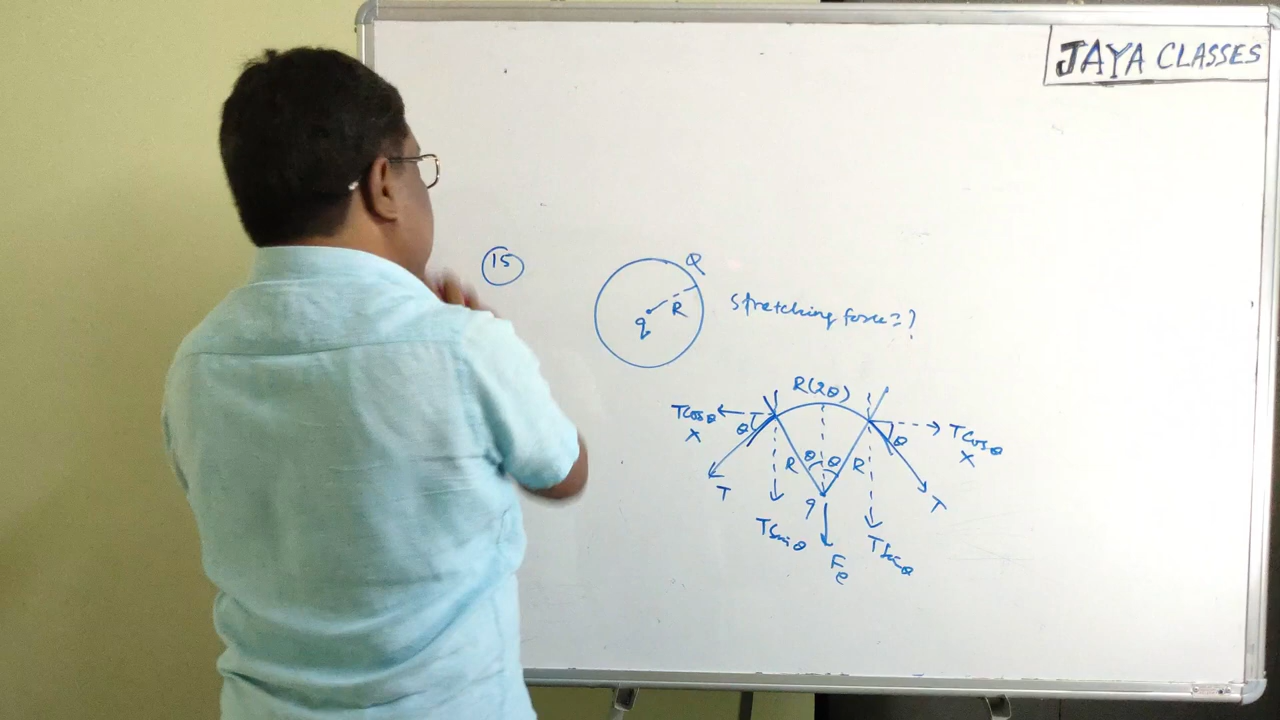 JAYA CLASSES
15
Q
R
q
Stretching force = ?
R(2θ)
Tcosθ
x
θ
θ
Tcosθ
x
R
θ
θ
R
T
q
T
Tsinθ
Tsinθ
Fe